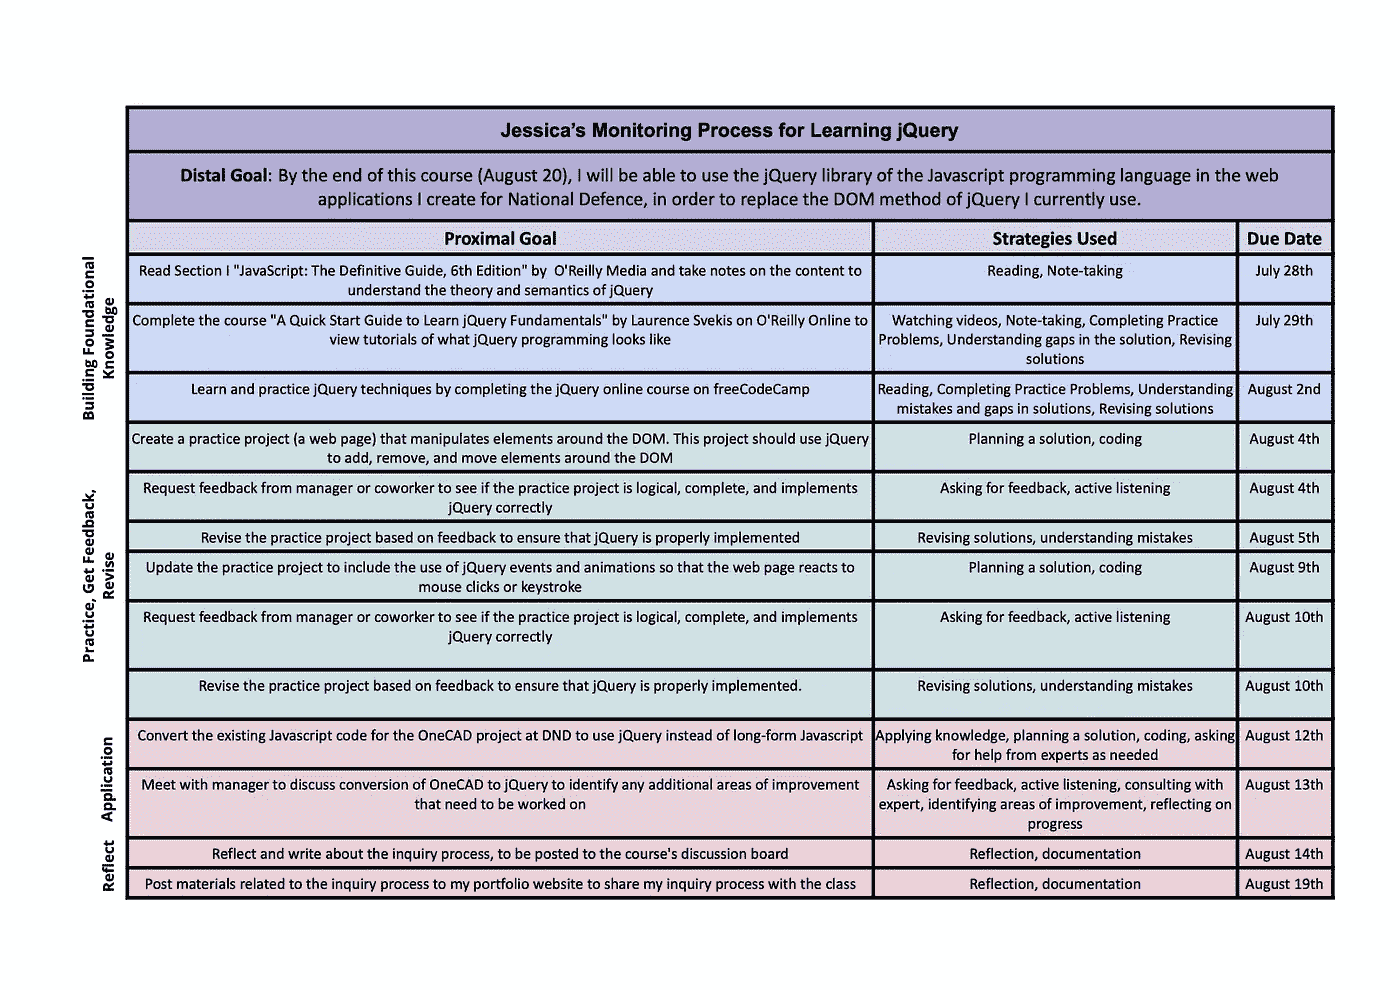 Jessica’s Monitoring Process for Learning jQuery
Distal Goal: By the end of this course (August 20), I will be able to use the jQuery library of the Javascript programming language in the web
applications I create for National Defence, in order to replace the DOM method of jQuery I currently use.
Proximal Goal
Strategies Used
Due Date
Building Foundational
Knowledge
Read Section I "JavaScript: The Definitive Guide, 6th Edition" by O'Reilly Media and take notes on the content to
understand the theory and semantics of jQuery
Reading, Note-taking
July 28th
Complete the course "A Quick Start Guide to Learn jQuery Fundamentals" by Laurence Svekis on O'Reilly Online to
view tutorials of what jQuery programming looks like
Watching videos, Note-taking, Completing Practice
Problems, Understanding gaps in the solution, Revising
solutions
July 29th
Learn and practice jQuery techniques by completing the jQuery online course on freeCodeCamp
Reading, Completing Practice Problems, Understanding
mistakes and gaps in solutions, Revising solutions
August 2nd
Practice, Get Feedback,
Revise
Create a practice project (a web page) that manipulates elements around the DOM. This project should use jQuery
to add, remove, and move elements around the DOM
Planning a solution, coding
August 4th
Request feedback from manager or coworker to see if the practice project is logical, complete, and implements
jQuery correctly
Asking for feedback, active listening
August 4th
Revise the practice project based on feedback to ensure that jQuery is properly implemented
Revising solutions, understanding mistakes
August 5th
Update the practice project to include the use of jQuery events and animations so that the web page reacts to
mouse clicks or keystroke
Planning a solution, coding
August 9th
Request feedback from manager or coworker to see if the practice project is logical, complete, and implements
jQuery correctly
Asking for feedback, active listening
August 10th
Revise the practice project based on feedback to ensure that jQuery is properly implemented.
Revising solutions, understanding mistakes
August 10th
Application
Convert the existing Javascript code for the OneCAD project at DND to use jQuery instead of long-form Javascript
Applying knowledge, planning a solution, coding, asking
for help from experts as needed
August 12th
Meet with manager to discuss conversion of OneCAD to jQuery to identify any additional areas of improvement
that need to be worked on
Asking for feedback, active listening, consulting with
expert, identifying areas of improvement, reflecting on
progress
August 13th
Reflect
Reflect and write about the inquiry process, to be posted to the course's discussion board
Reflection, documentation
August 14th
Post materials related to the inquiry process to my portfolio website to share my inquiry process with the class
Reflection, documentation
August 19th